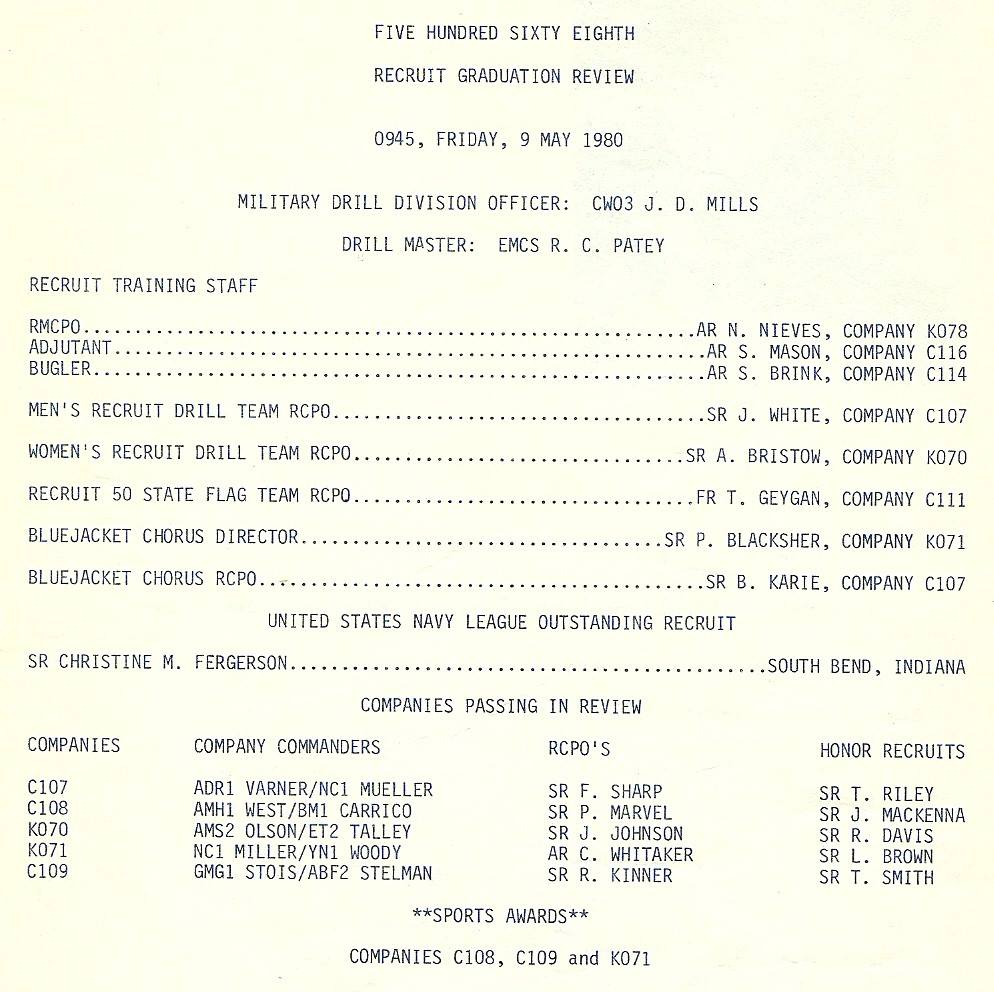 FIVE HUNDRED SIXTY EIGHTH
RECRUIT GRADUATION REVIEW
0945, FRIDAY, 9 MAY 1980
MILITARY DRILL DIVISION OFFICER: CWO3 J. D. MILLS
DRILL MASTER: EMCS R. C. PATEY
RECRUIT TRAINING STAFF
RMCPO...........................................................AR N. NIEVES, COMPANY K078
ADJUTANT.........................................................AR S. MASON, COMPANY C116
BUGLER...........................................................AR S. BRINK, COMPANY C114
MEN'S RECRUIT DRILL TEAM RCPO....................................SR J. WHITE, COMPANY C107
WOMEN'S RECRUIT DRILL TEAM RCPO................................SR A. BRISTOW, COMPANY K070
RECRUIT 50 STATE FLAG TEAM RCPO.................................FR T. GEYGAN, COMPANY C111
BLUEJACKET CHORUS DIRECTOR...................................SR P. BLACKSHER, COMPANY K071
BLUEJACKET CHORUS RCPO...........................................SR B. KARIE, COMPANY C107
UNITED STATES NAVY LEAGUE OUTSTANDING RECRUIT
SR CHRISTINE M. FERGERSON..............................................SOUTH BEND, INDIANA
COMPANIES PASSING IN REVIEW
COMPANIES COMPANY COMMANDERS RCPO'S HONOR RECRUITS
C107 ADR1 VARNER/NC1 MUELLER SR F. SHARP SR T. RILEY
C108 AMH1 WEST/BM1 CARRICO SR P. MARVEL SR J. MACKENNA
K070 AMS2 OLSON/ET2 TALLEY SR J. JOHNSON SR R. DAVIS
K071 NC1 MILLER/YN1 WOODY AR C. WHITAKER SR L. BROWN
C109 GMG1 STOIS/ABF2 STELMAN SR R. KINNER SR T. SMITH
**SPORTS AWARDS**
COMPANIES C108, C109 and K071